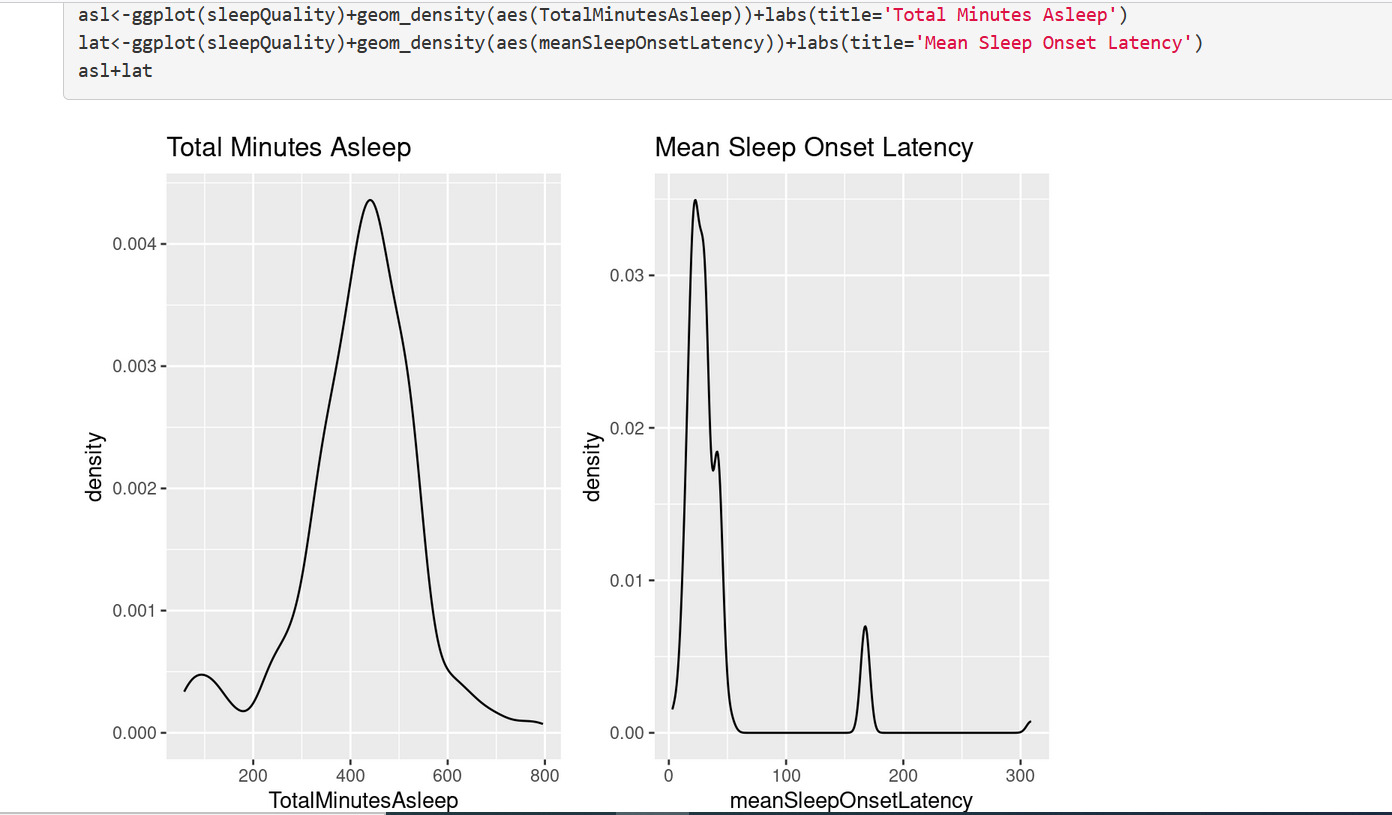 asl<-ggplot(sleepQuality)+geom_density(aes(TotalMinutesAsleep))+labs(title='Total Minutes Asleep')
lat<-ggplot(sleepQuality)+geom_density(aes(meanSleepOnsetLatency))+labs(title='Mean Sleep Onset Latency')
asl+lat
Total Minutes Asleep
density
0.004
0.003
0.002
0.001
0.000
200 400 600 800
TotalMinutesAsleep
Mean Sleep Onset Latency
density
0.03
0.02
0.01
0.00
0 100 200 300
meanSleepOnsetLatency